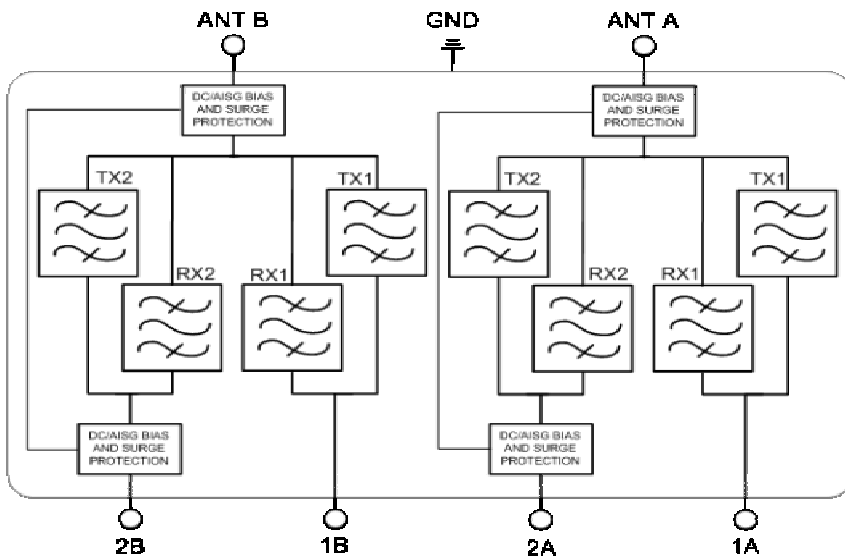 ANT B
GND
ANT A
DC/AISG BIAS
AND SURGE
PROTECTION
DC/AISG BIAS
AND SURGE
PROTECTION
TX2
TX1
TX2
TX1
RX2
RX1
RX2
RX1
DC/AISG BIAS
AND SURGE
PROTECTION
DC/AISG BIAS
AND SURGE
PROTECTION
2B
1B
2A
1A